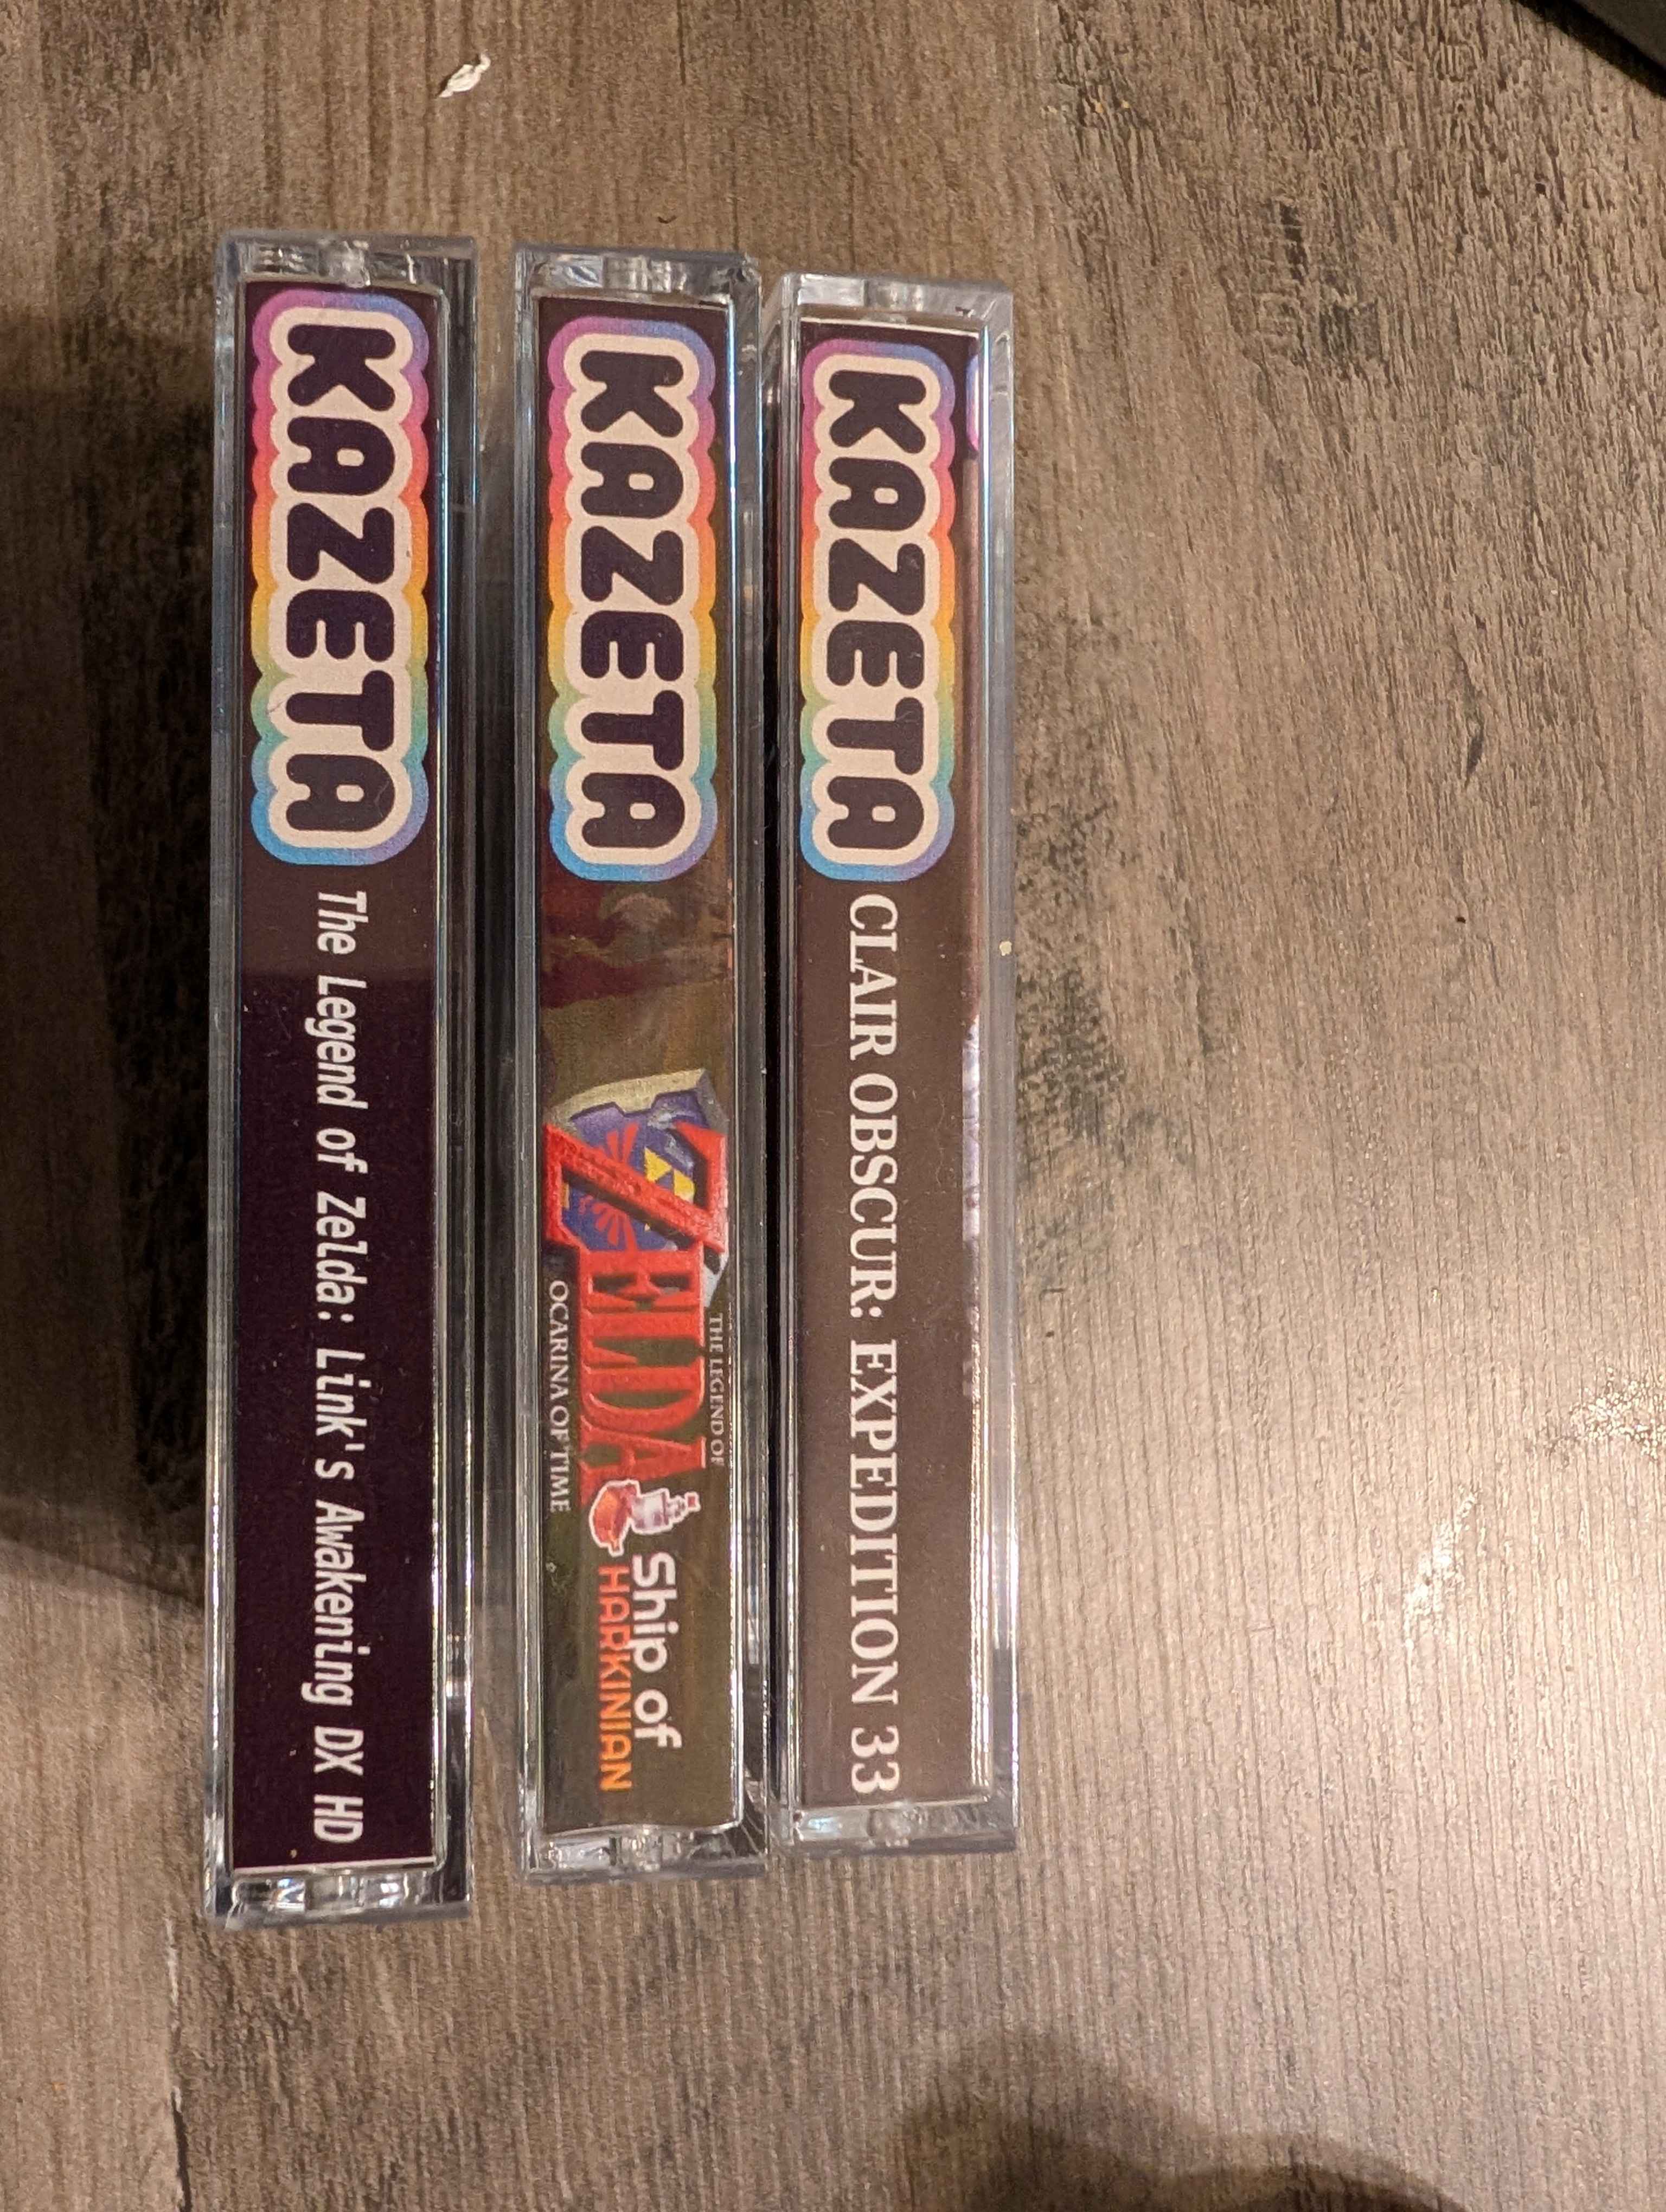 KAZETA
The Legend of Zelda: Link's Awakening DX HD
KAZETA
THE LEGEND OF
ZELDA
OCARINA OF TIME
Ship of
HARKINIAN
KAZETA
CLAIR OBSCUR: EXPEDITION 33